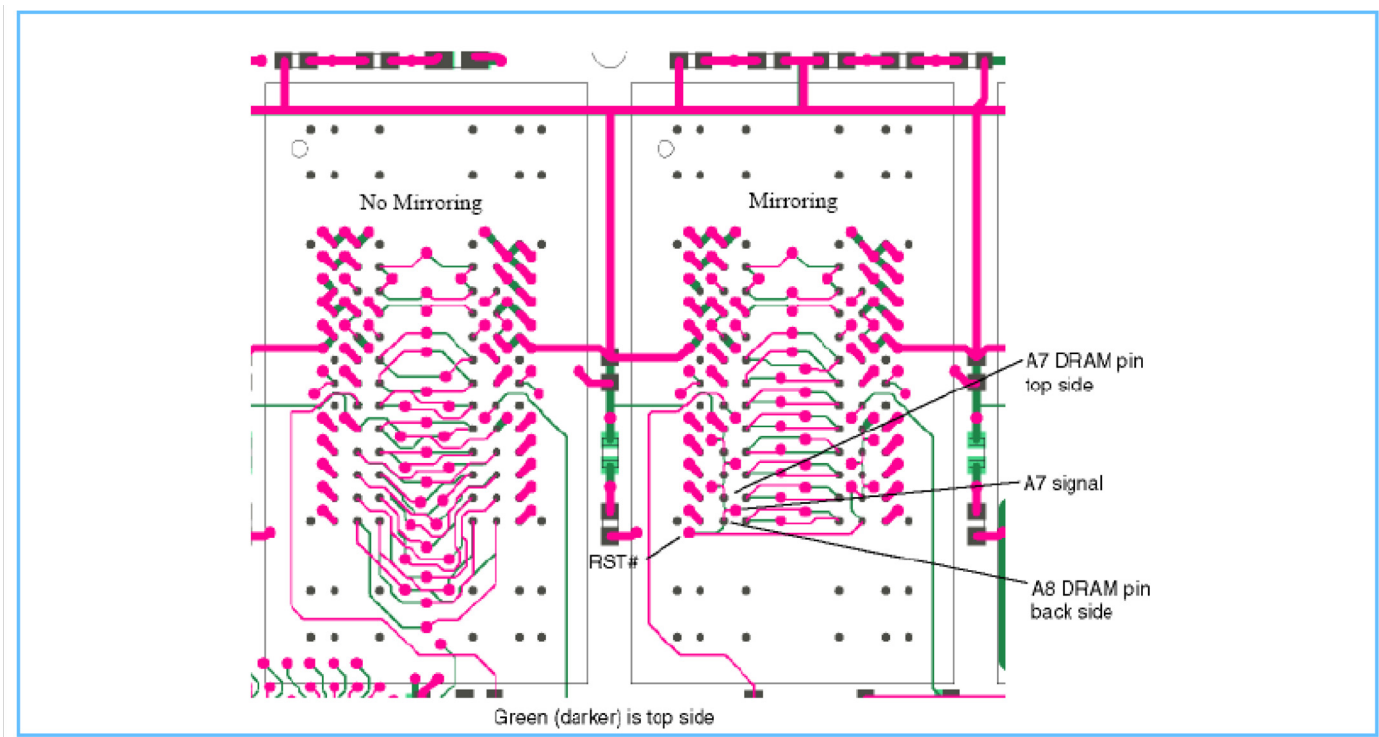 No Mirroring
Mirroring
A7 DRAM pin
top side
A7 signal
RST#
A8 DRAM pin
back side
Green (darker) is top side